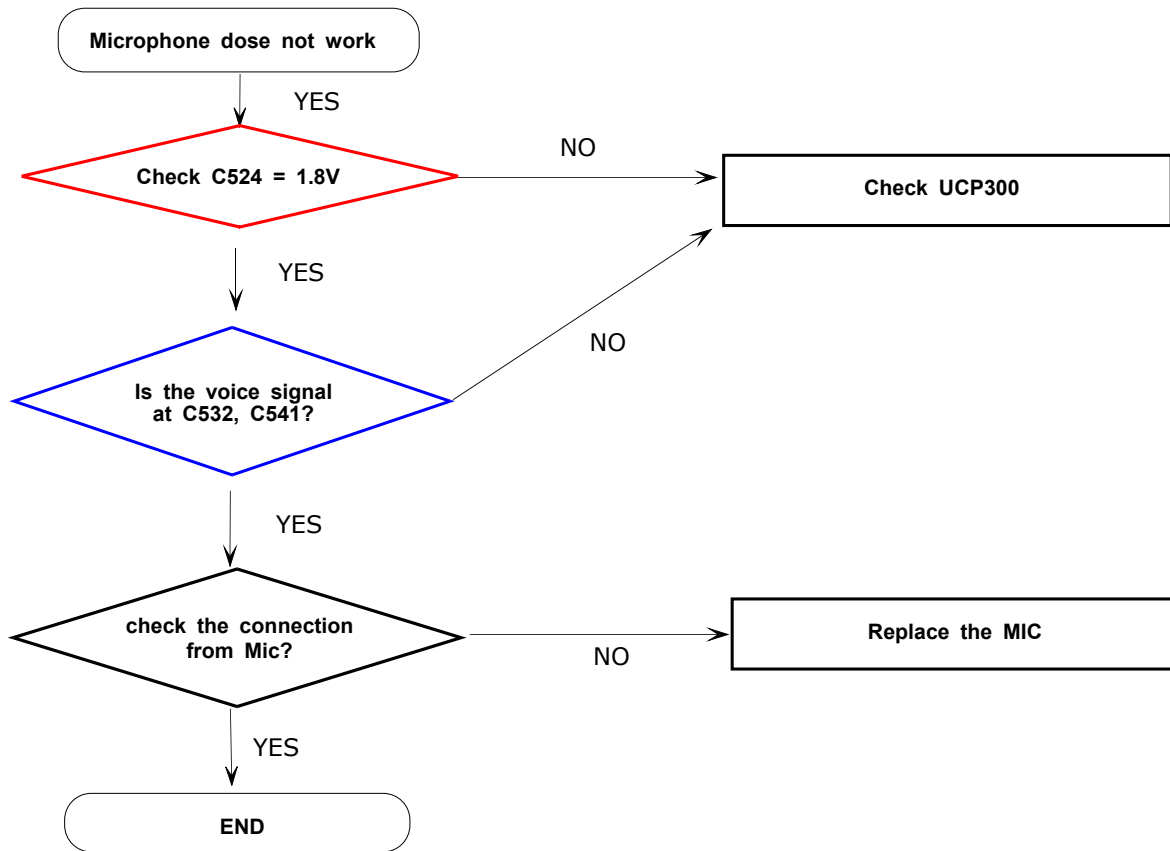 Microphone dose not work
YES
Check C524 = 1.8V
NO
Check UCP300
YES
Is the voice signal
at C532, C541?
NO
YES
check the connection
from Mic?
NO
Replace the MIC
YES
END